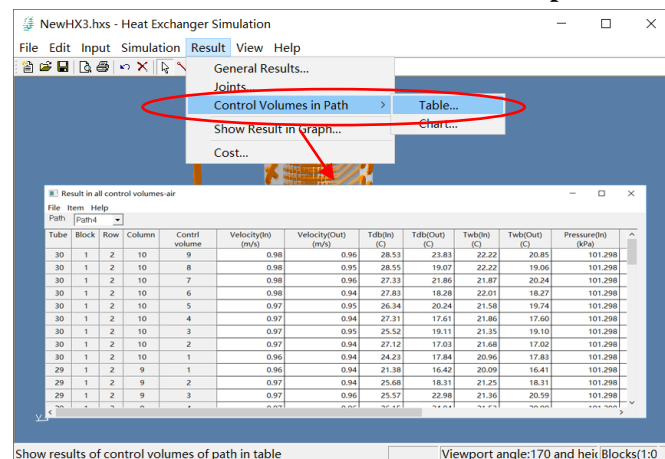 NewHX3.hxs - Heat Exchanger Simulation
File Edit Input Simulation Result View Help
General Results...
Joints...
Control Volumes in Path > Table...
Chart...
Show Result in Graph...
Cost...
Result in all control volumes-air
File Item Help
Path Path4
Tube Block Row Column Contrl volume Velocity(In) (m/s) Velocity(Out) (m/s) Tdb(In) (C) Tdb(Out) (C) Twb(In) (C) Twb(Out) (C) Pressure(In) (kPa)
30 1 2 10 9 0.98 0.96 28.53 23.83 22.22 20.85 101.298
30 1 2 10 8 0.98 0.95 28.55 19.07 22.22 19.06 101.298
30 1 2 10 7 0.98 0.96 27.33 21.86 21.87 20.24 101.298
30 1 2 10 6 0.98 0.94 27.83 18.28 22.01 18.27 101.298
30 1 2 10 5 0.97 0.95 26.34 20.24 21.58 19.74 101.298
30 1 2 10 4 0.97 0.94 27.31 17.61 21.86 17.60 101.298
30 1 2 10 3 0.97 0.95 25.52 19.11 21.35 19.10 101.298
30 1 2 10 2 0.97 0.94 27.12 17.03 21.68 17.02 101.298
30 1 2 10 1 0.96 0.94 24.23 17.84 20.96 17.83 101.298
29 1 2 9 1 0.96 0.94 21.38 16.42 20.09 16.41 101.298
29 1 2 9 2 0.97 0.94 25.68 18.31 21.25 18.31 101.298
29 1 2 9 3 0.97 0.96 25.57 22.98 21.36 20.59 101.298
Show results of control volumes of path in table
Viewport angle:170 and heig Blocks(1:0